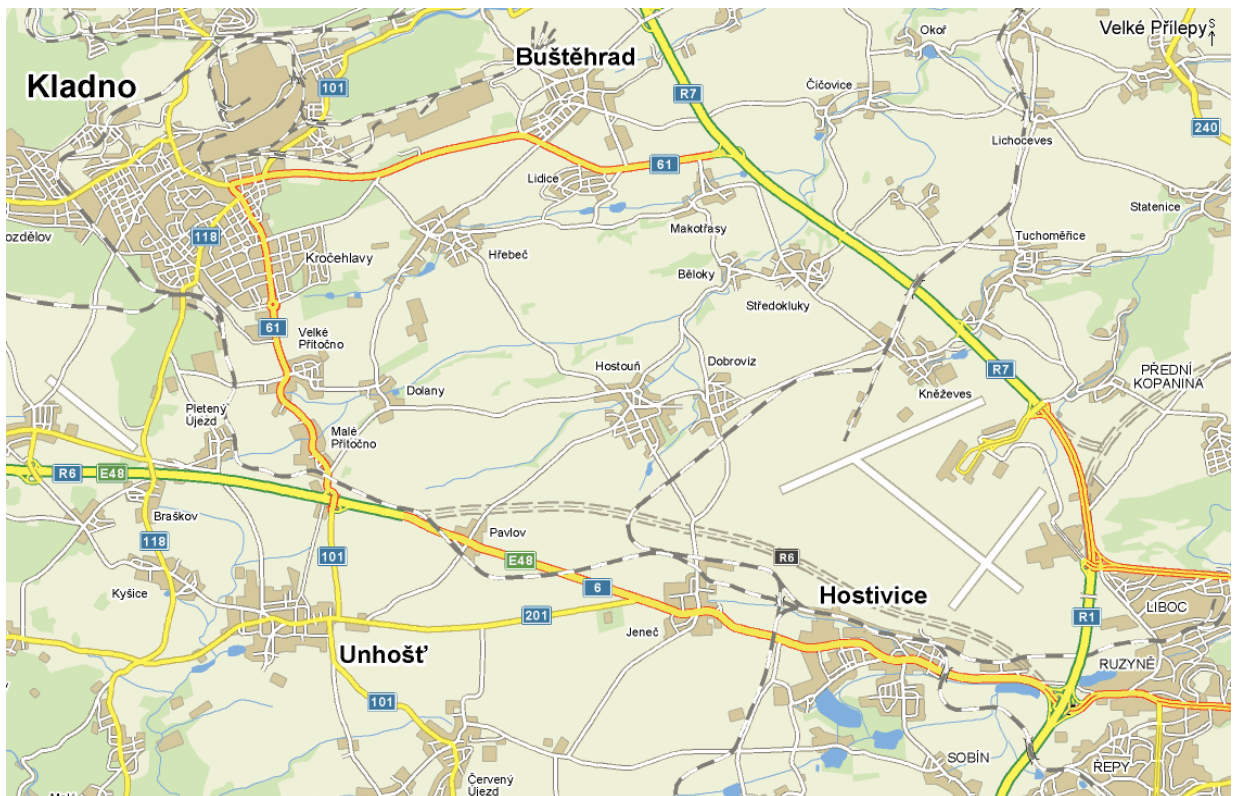 Velké Přílepy
S
Okoř
Buštěhrad
Kladno
101
R7
Číčovice
240
Lichoceves
61
Lidice
Statenice
Makotřasy
118
Tuchoměřice
ozdělov
Kročehlavy
Hřebeč
Běloky
Středokluky
61
Velké
Přítočno
Hostouň
Dobrovíz
R7
PŘEDNÍ
KOPANINA
Dolany
Kněževes
Pletený
Újezd
Malé
Přítočno
R6
E48
Braškov
Pavlov
118
101
E48
R6
6
Kyšice
Hostivice
LIBOC
201
R1
Jeneč
Unhošť
RUZYNĚ
101
SOBÍN
ŘEPY
Červený
Újezd